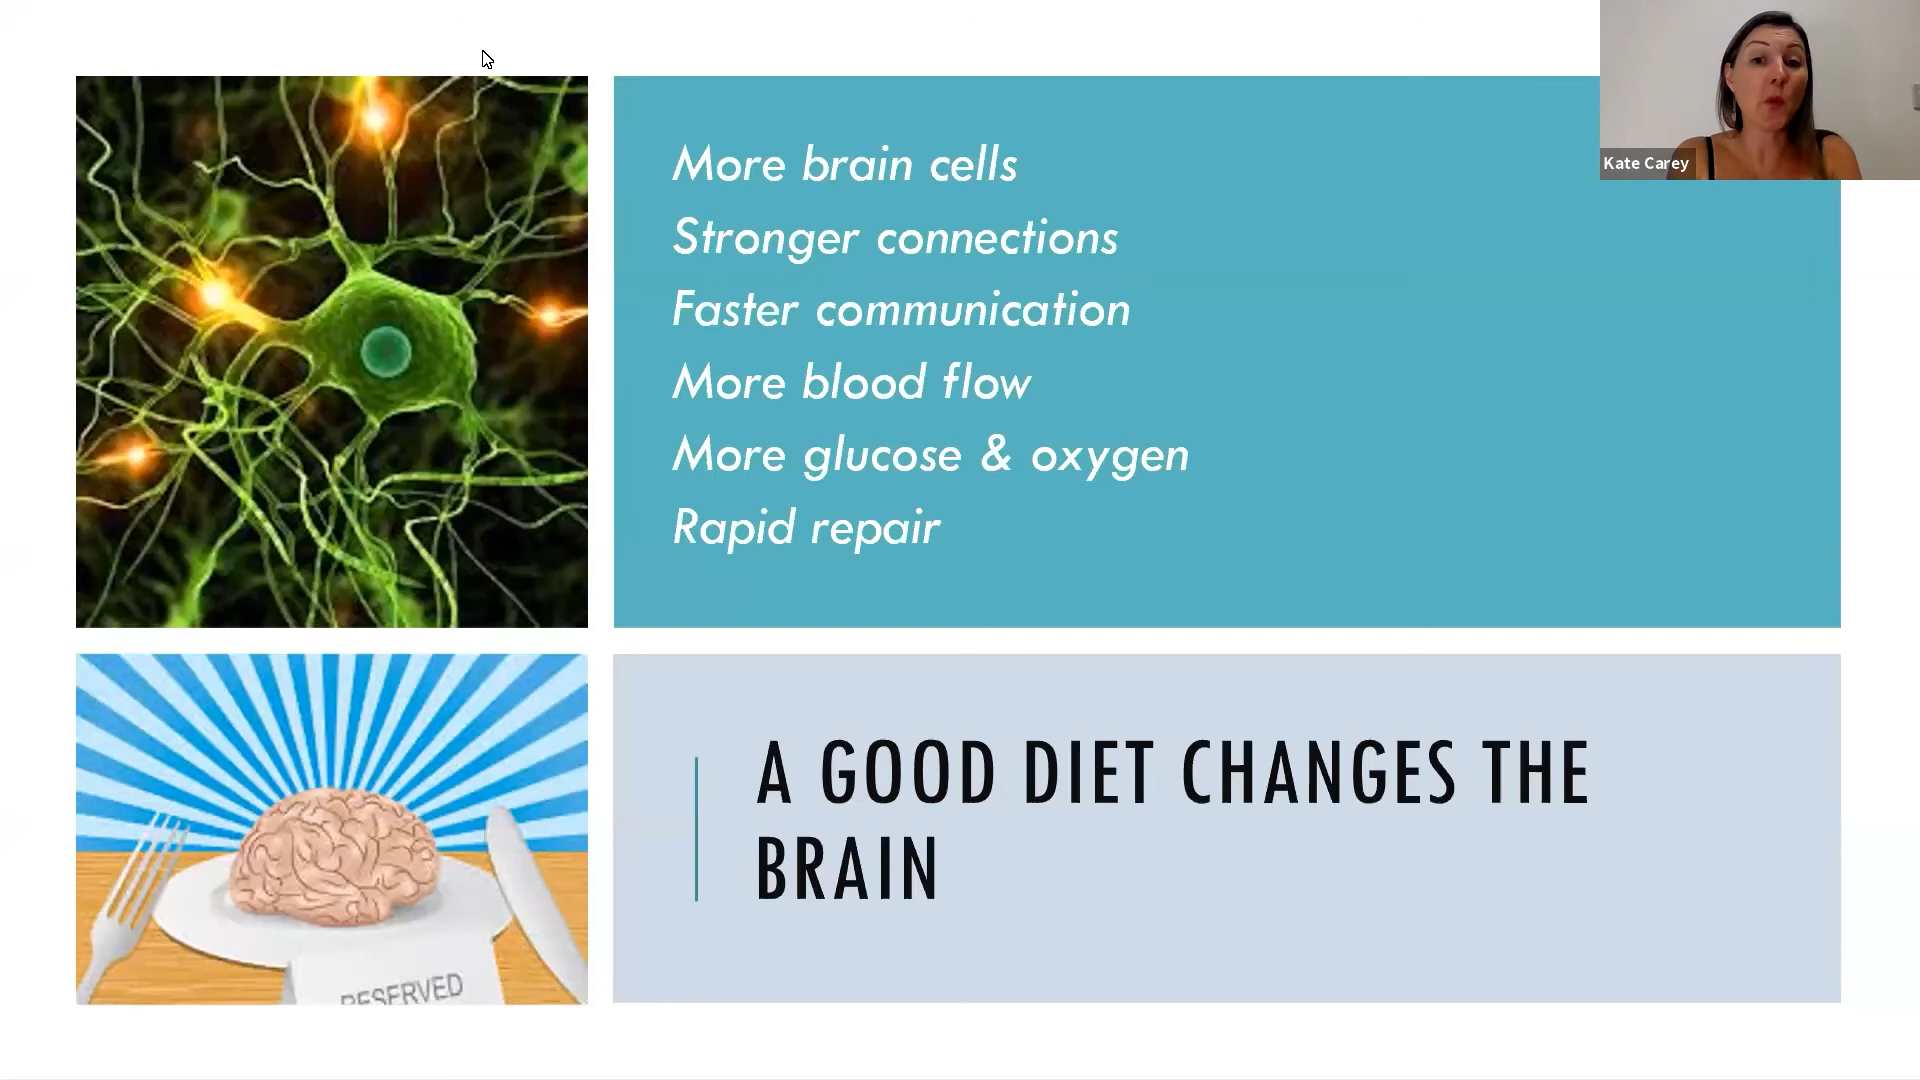 More brain cells
Stronger connections
Faster communication
More blood flow
More glucose & oxygen
Rapid repair
Kate Carey
A GOOD DIET CHANGES THE
BRAIN
RESERVED